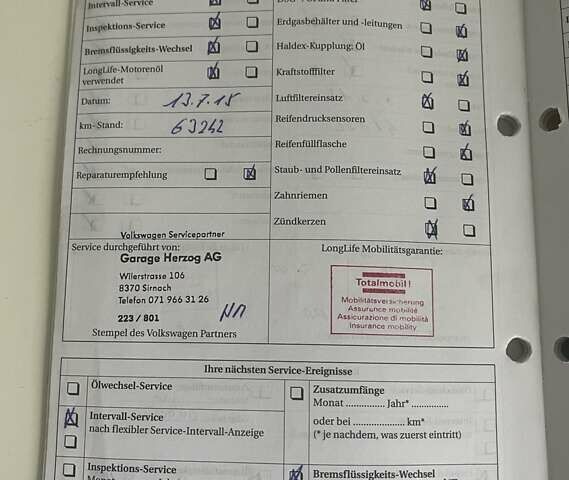 Intervall-Service
Inspektions-Service
Bremsflüssigkeits-Wechsel
LongLife-Motorenöl
verwendet
Datum: 13.7.15
km-Stand: 63242
Rechnungsnummer:
Reparaturempfehlung
Erdgasbehälter und -leitungen
Haldex-Kupplung: Öl
Kraftstofffilter
Luftfiltereinsatz
Reifendrucksensoren
Reifenfüllflasche
Staub- und Pollenfiltereinsatz
Zahnriemen
Zündkerzen
Volkswagen Servicepartner
Service durchgeführt von:
Garage Herzog AG
Wilerstrasse 106
8370 Sirnach
Telefon 071 966 31 26
223 / 801
Stempel des Volkswagen Partners
LongLife Mobilitätsgarantie:
Totalmobil!
Mobilitätsversicherung
Assurance mobilité
Assicurazione di mobilità
Insurance mobility
Ihre nächsten Service-Ereignisse
Ölwechsel-Service
Intervall-Service
nach flexibler Service-Intervall-Anzeige
Inspektions-Service
Zusatzumfänge
Monat ............... Jahr* ..............
oder bei .................... km*
(* je nachdem, was zuerst eintritt)
Bremsflüssigkeits-Wechsel